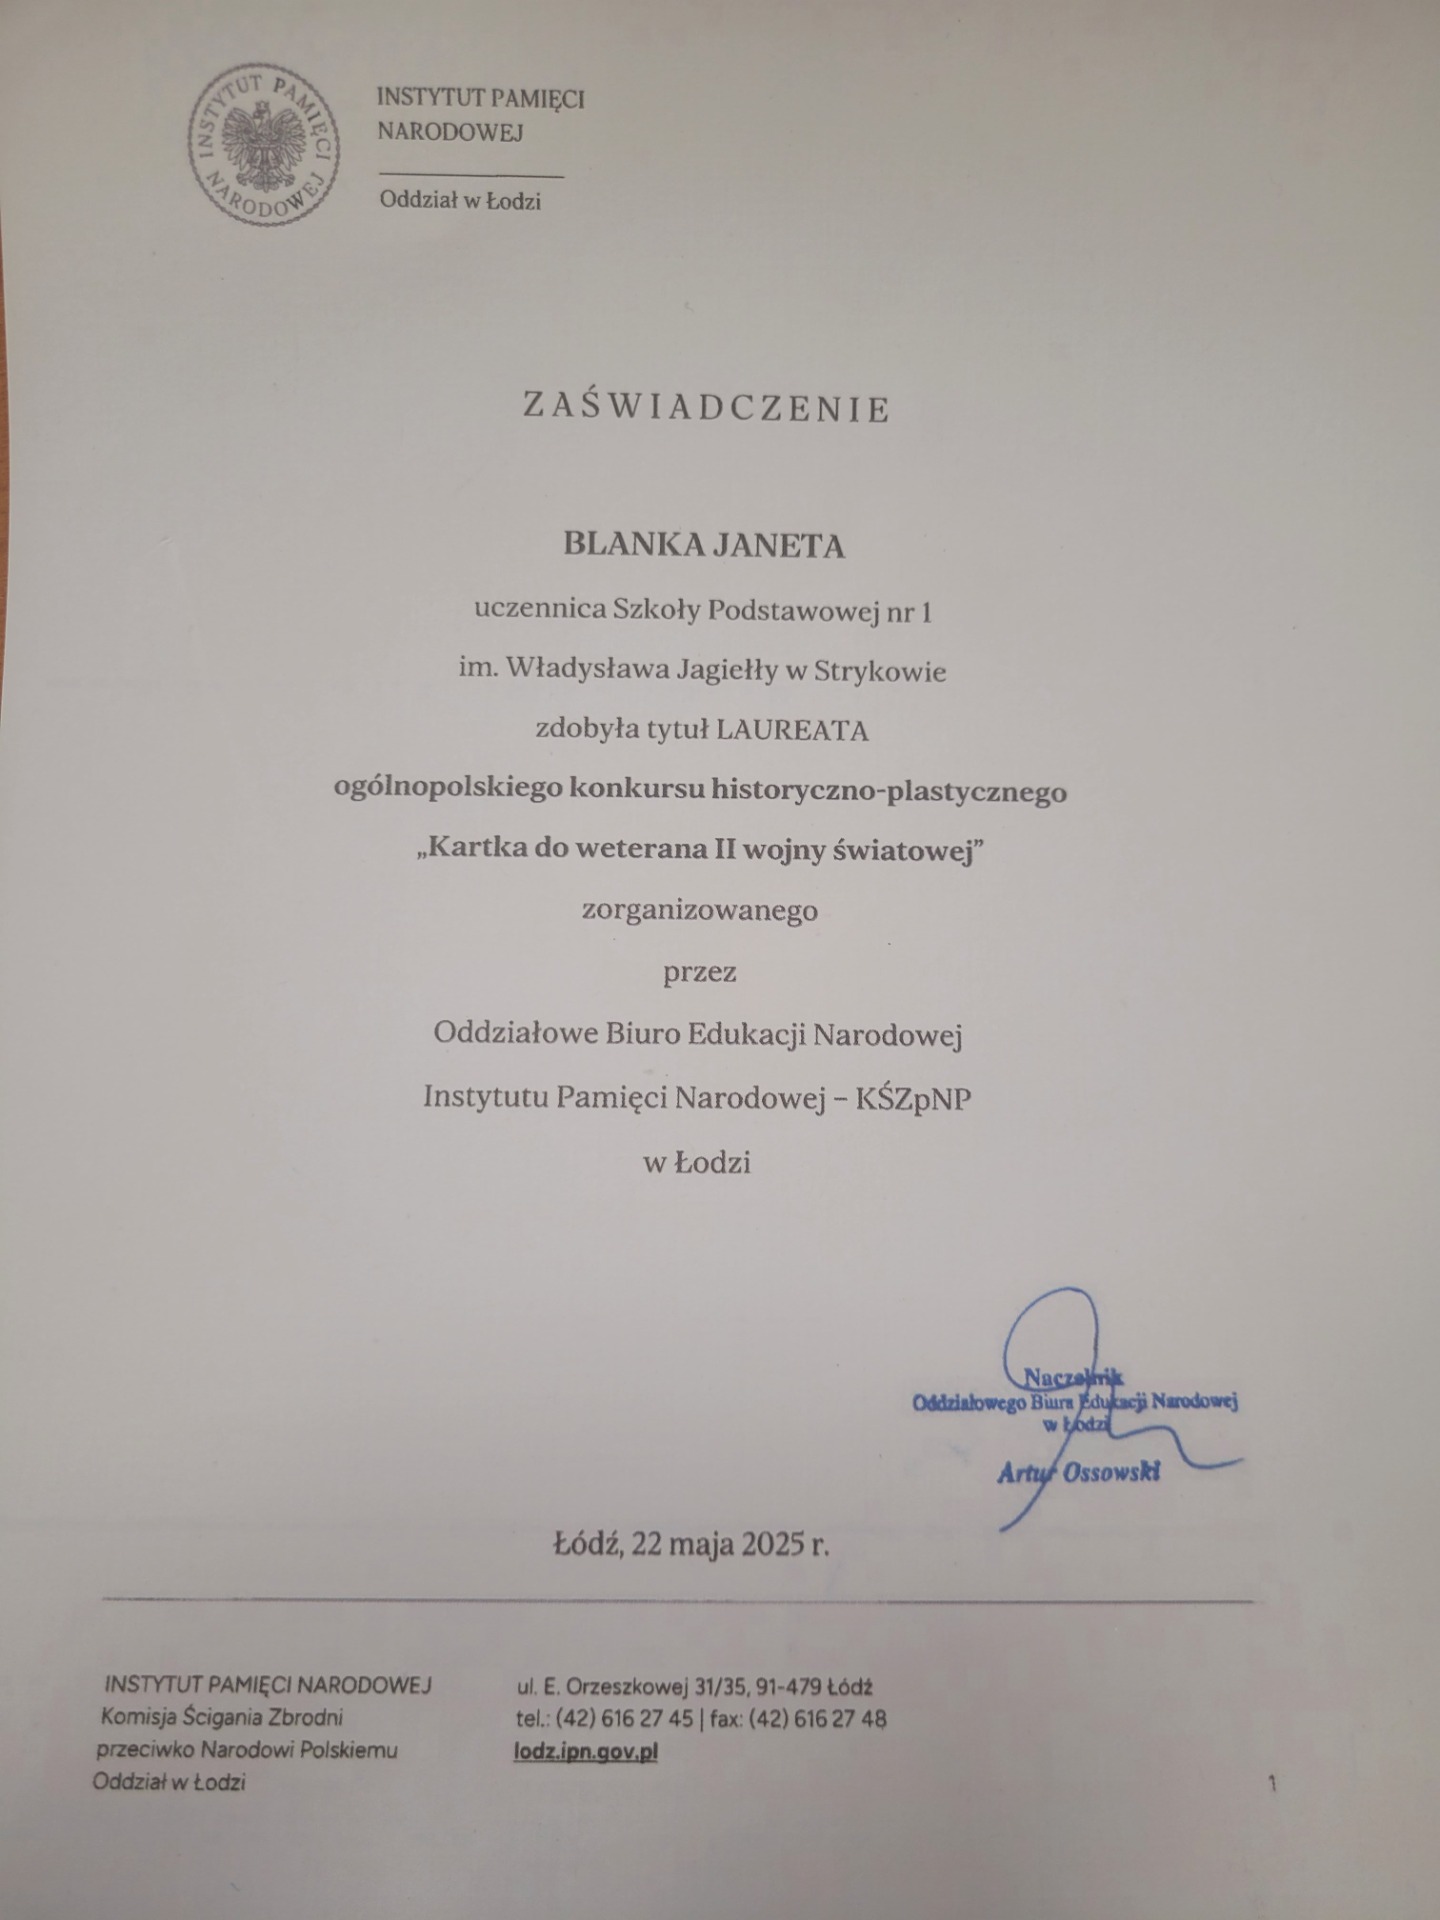 INSTYTUT PAMIĘCI NARODOWEJ
INSTYTUT PAMIĘCI
NARODOWEJ
Oddział w Łodzi
ZAŚWIADCZENIE
BLANKA JANETA
uczennica Szkoły Podstawowej nr 1
im. Władysława Jagiełły w Strykowie
zdobyła tytuł LAUREATA
ogólnopolskiego konkursu historyczno-plastycznego
„Kartka do weterana II wojny światowej”
zorganizowanego
przez
Oddziałowe Biuro Edukacji Narodowej
Instytutu Pamięci Narodowej – KŚZpNP
w Łodzi
Naczelnik
Oddziałowego Biura Edukacji Narodowej
w Łodzi
Artur Ossowski
Łódź, 22 maja 2025 r.
INSTYTUT PAMIĘCI NARODOWEJ
Komisja Ścigania Zbrodni
przeciwko Narodowi Polskiemu
Oddział w Łodzi
ul. E. Orzeszkowej 31/35, 91-479 Łódź
tel.: (42) 616 27 45 | fax: (42) 616 27 48
lodz.ipn.gov.pl
1